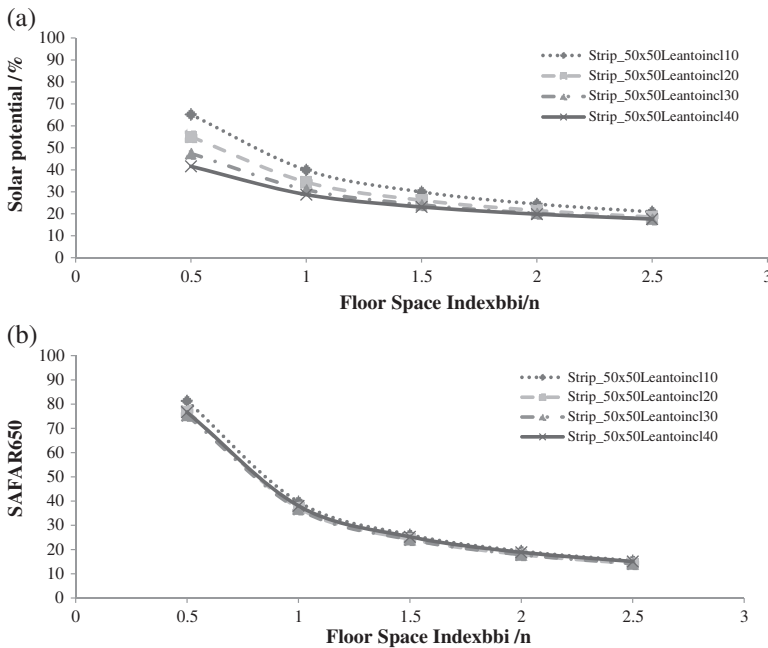 (a)
Solar potential /%
100
90
80
70
60
50
40
30
20
10
0
0 0.5 1 1.5 2 2.5 3
Floor Space Indexbbi/n
Strip_50x50Leantoincl10
Strip_50x50Leantoincl20
Strip_50x50Leantoincl30
Strip_50x50Leantoincl40
(b)
SAFAR650
100
90
80
70
60
50
40
30
20
10
0
0 0.5 1 1.5 2 2.5 3
Floor Space Indexbbi /n
Strip_50x50Leantoincl10
Strip_50x50Leantoincl20
Strip_50x50Leantoincl30
Strip_50x50Leantoincl40